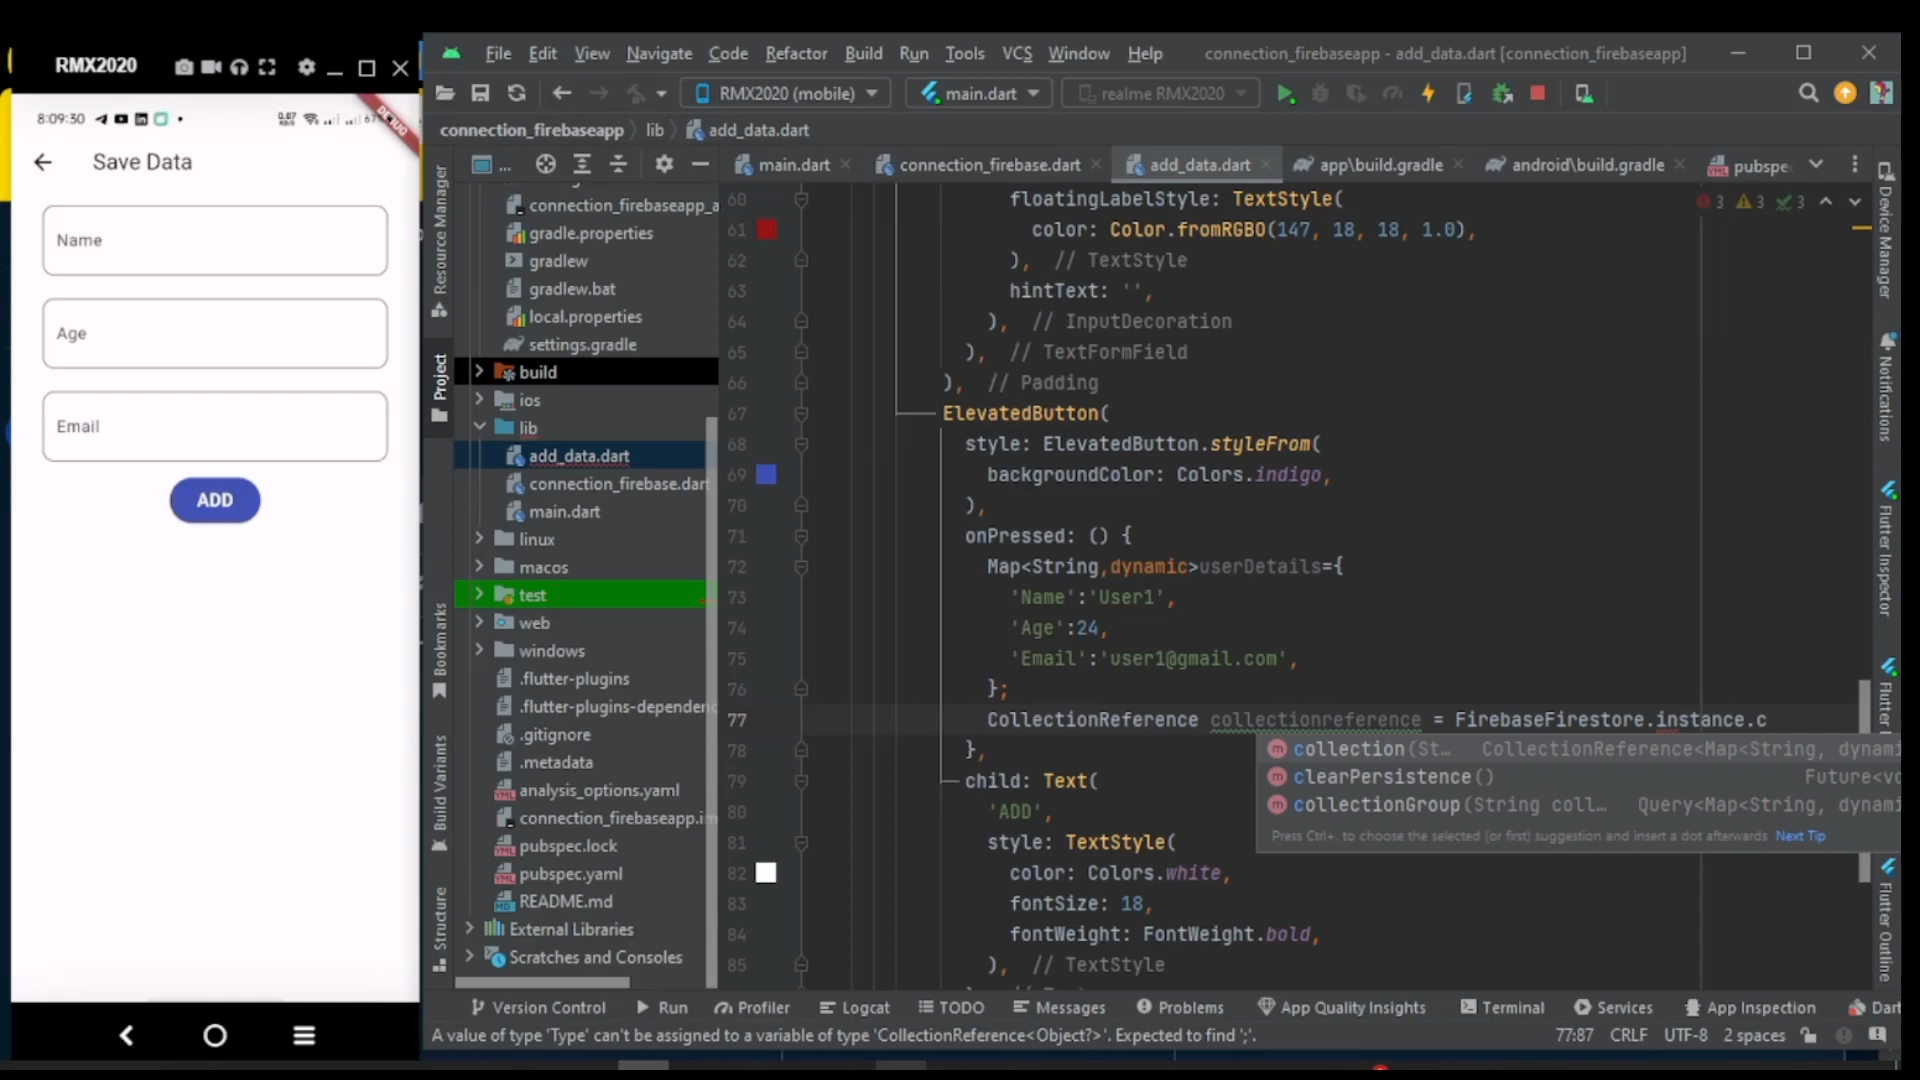 RMX2020
8:09:30
DEBUG
Save Data
Name
Age
Email
ADD
File Edit View Navigate Code Refactor Build Run Tools VCS Window Help connection_firebaseapp - add_data.dart [connection_firebaseapp]
RMX2020 (mobile) main.dart realme RMX2020
connection_firebaseapp lib add_data.dart
main.dart connection_firebase.dart add_data.dart app\build.gradle android\build.gradle pubspe
Resource Manager
Project
Bookmarks
Build Variants
Structure
connection_firebaseapp_a
gradle.properties
gradlew
gradlew.bat
local.properties
settings.gradle
build
ios
lib
add_data.dart
connection_firebase.dart
main.dart
linux
macos
test
web
windows
.flutter-plugins
.flutter-plugins-dependenc
.gitignore
.metadata
analysis_options.yaml
connection_firebaseapp.im
pubspec.lock
pubspec.yaml
README.md
External Libraries
Scratches and Consoles
3 3 3
60 floatingLabelStyle: TextStyle(
61 color: Color.fromRGBO(147, 18, 18, 1.0),
62 ), // TextStyle
63 hintText: '',
64 ), // InputDecoration
65 ), // TextFormField
66 ), // Padding
67 ElevatedButton(
68 style: ElevatedButton.styleFrom(
69 backgroundColor: Colors.indigo,
70 ),
71 onPressed: () {
72 Map<String,dynamic>userDetails={
73 'Name':'User1',
74 'Age':24,
75 'Email':'user1@gmail.com',
76 };
77 CollectionReference collectionreference = FirebaseFirestore.instance.c
78 },
79 child: Text(
80 'ADD',
81 style: TextStyle(
82 color: Colors.white,
83 fontSize: 18,
84 fontWeight: FontWeight.bold,
85 ), // TextStyle
collection(St... CollectionReference<Map<String, dynami
clearPersistence() Future<vo
collectionGroup(String coll... Query<Map<String, dynami
Press Ctrl+. to choose the selected (or first) suggestion and insert a dot afterwards Next Tip
Device Manager
Notifications
Flutter Inspector
Flutter
Flutter Outline
Version Control Run Profiler Logcat TODO Messages Problems App Quality Insights Terminal Services App Inspection Dart
A value of type 'Type' can't be assigned to a variable of type 'CollectionReference<Object?>'. Expected to find ';'. 77:87 CRLF UTF-8 2 spaces